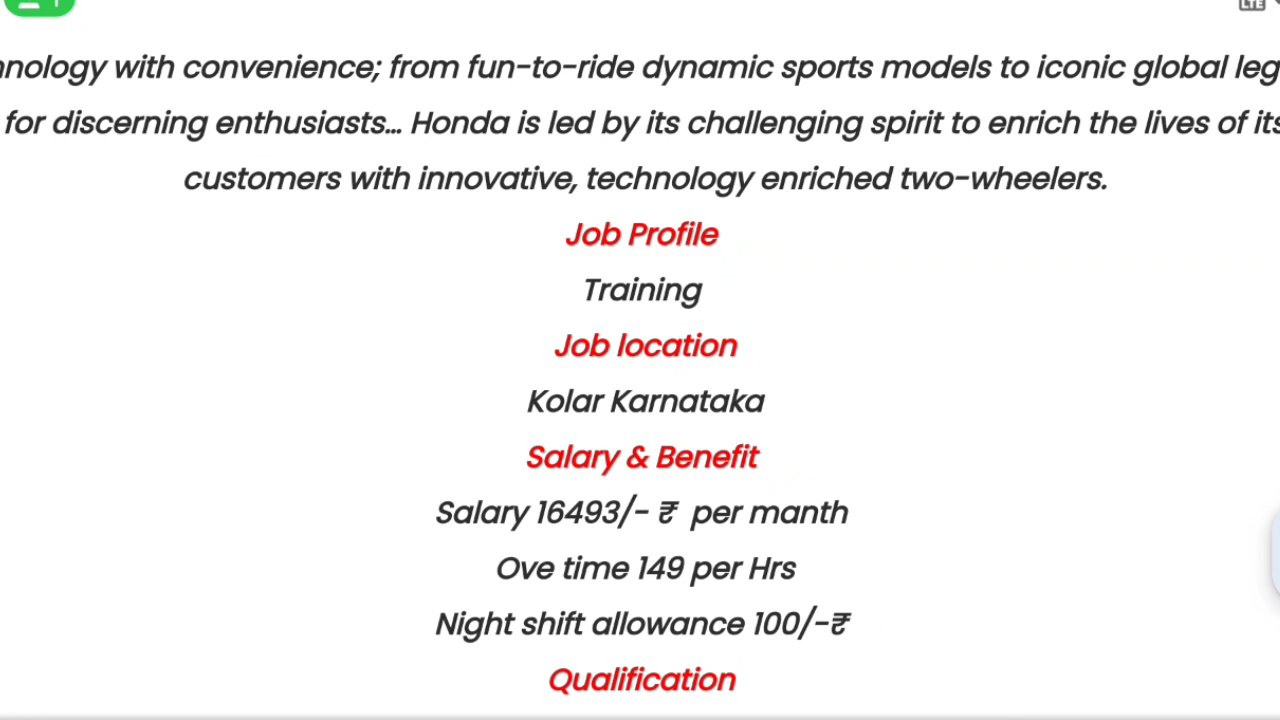 nology with convenience; from fun-to-ride dynamic sports models to iconic global leg
for discerning enthusiasts... Honda is led by its challenging spirit to enrich the lives of its
customers with innovative, technology enriched two-wheelers.
Job Profile
Training
Job location
Kolar Karnataka
Salary & Benefit
Salary 16493/- ₹ per manth
Ove time 149 per Hrs
Night shift allowance 100/-₹
Qualification